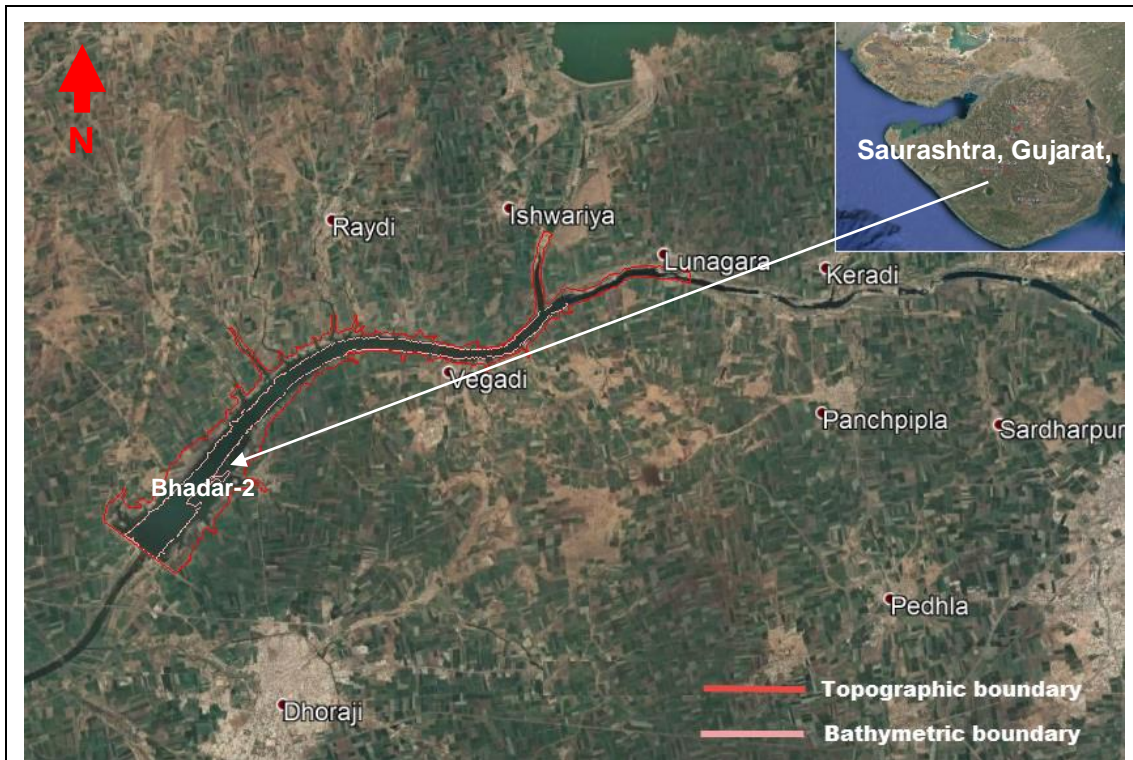 N
Saurashtra, Gujarat,
Raydi
Ishwariya
Lunagara
Keradi
Vegadi
Panchpipla
Sardharpur
Bhadar-2
Pedhla
Dhoraji
Topographic boundary
Bathymetric boundary